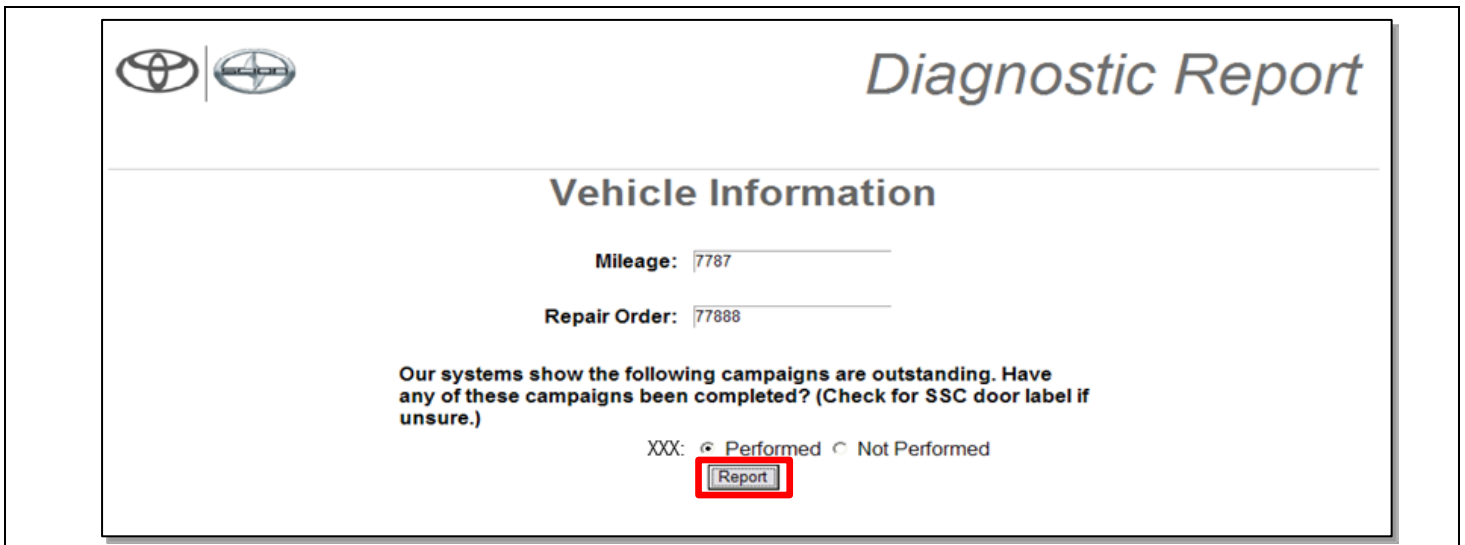 SCION
Diagnostic Report
Vehicle Information
Mileage: 7787
Repair Order: 77888
Our systems show the following campaigns are outstanding. Have
any of these campaigns been completed? (Check for SSC door label if
unsure.)
XXX: Performed Not Performed
Report